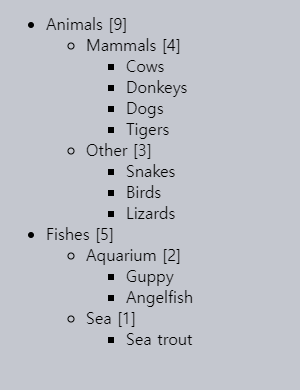 Animals [9]
Mammals [4]
Cows
Donkeys
Dogs
Tigers
Other [3]
Snakes
Birds
Lizards
Fishes [5]
Aquarium [2]
Guppy
Angelfish
Sea [1]
Sea trout